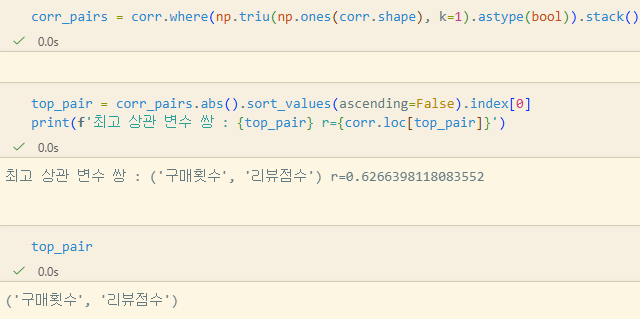 corr_pairs = corr.where(np.triu(np.ones(corr.shape), k=1).astype(bool)).stack()
0.0s
top_pair = corr_pairs.abs().sort_values(ascending=False).index[0]
print(f'최고 상관 변수 쌍 : {top_pair} r={corr.loc[top_pair]}')
0.0s
최고 상관 변수 쌍 : ('구매횟수', '리뷰점수') r=0.6266398118083552
top_pair
0.0s
('구매횟수', '리뷰점수')